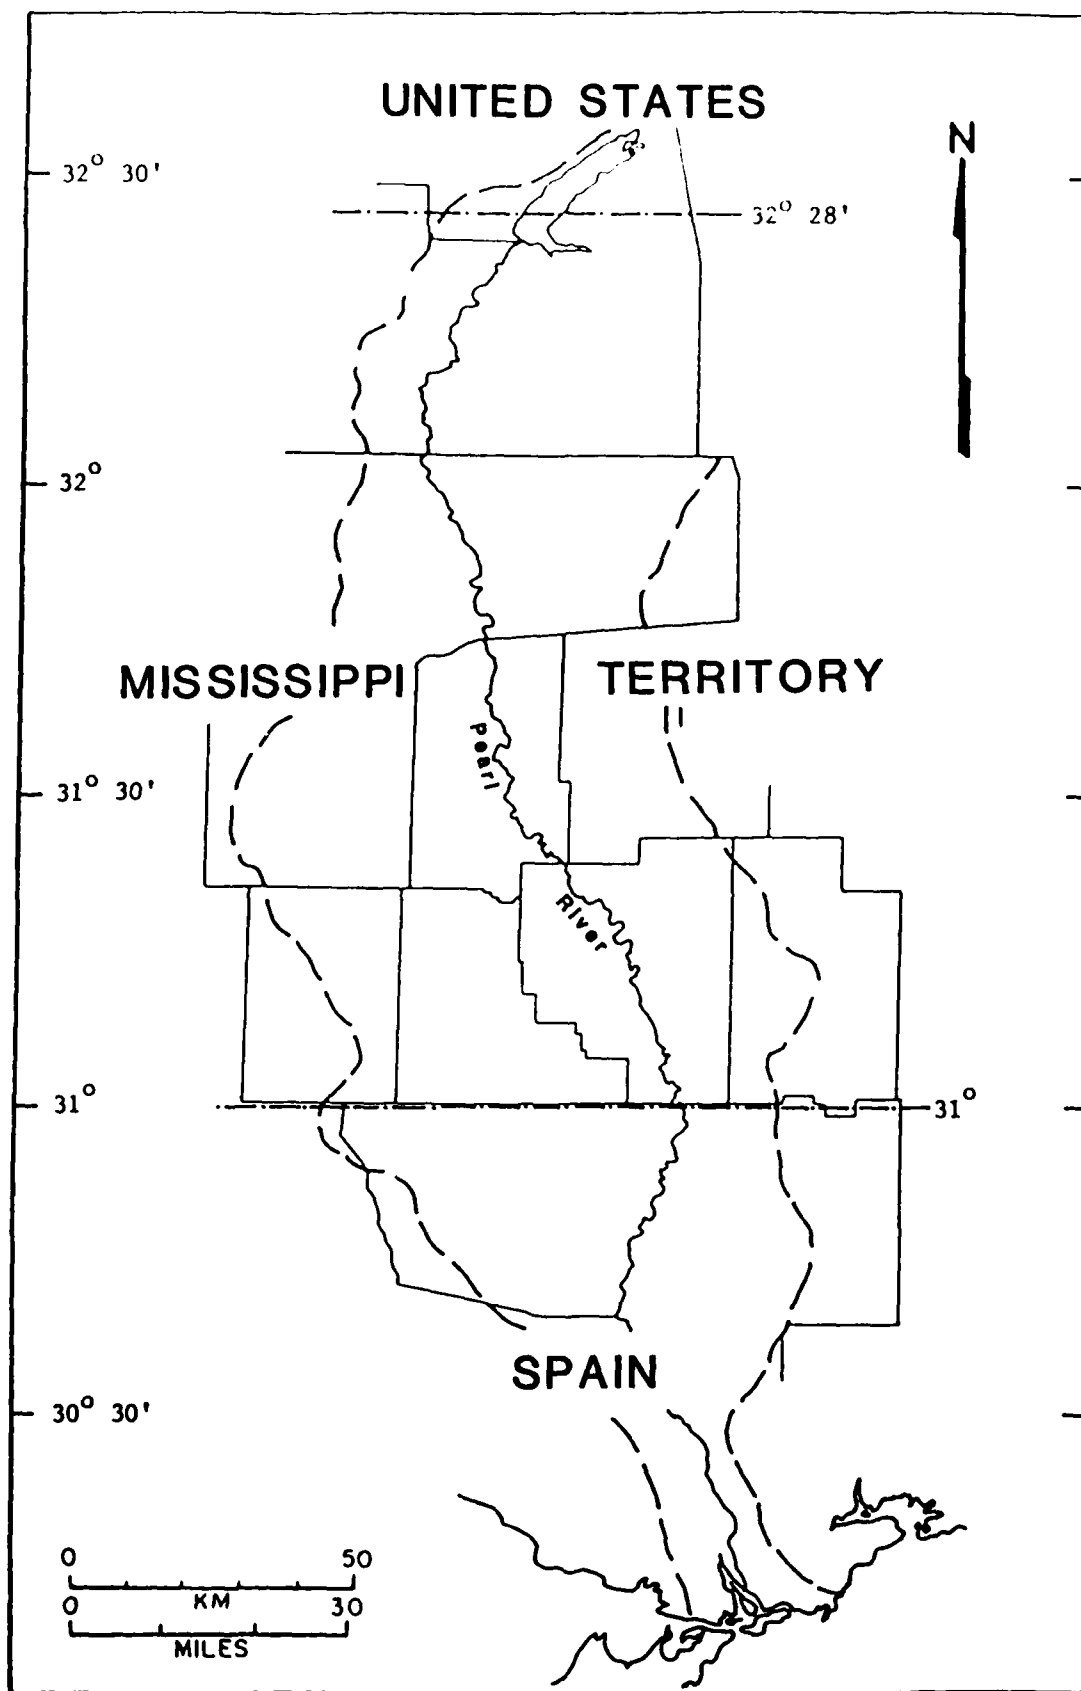 UNITED STATES
N
32° 30'
32° 28'
32°
MISSISSIPPI TERRITORY
Pearl
31° 30'
River
31°
31°
SPAIN
30° 30'
0 50
KM
0 30
MILES